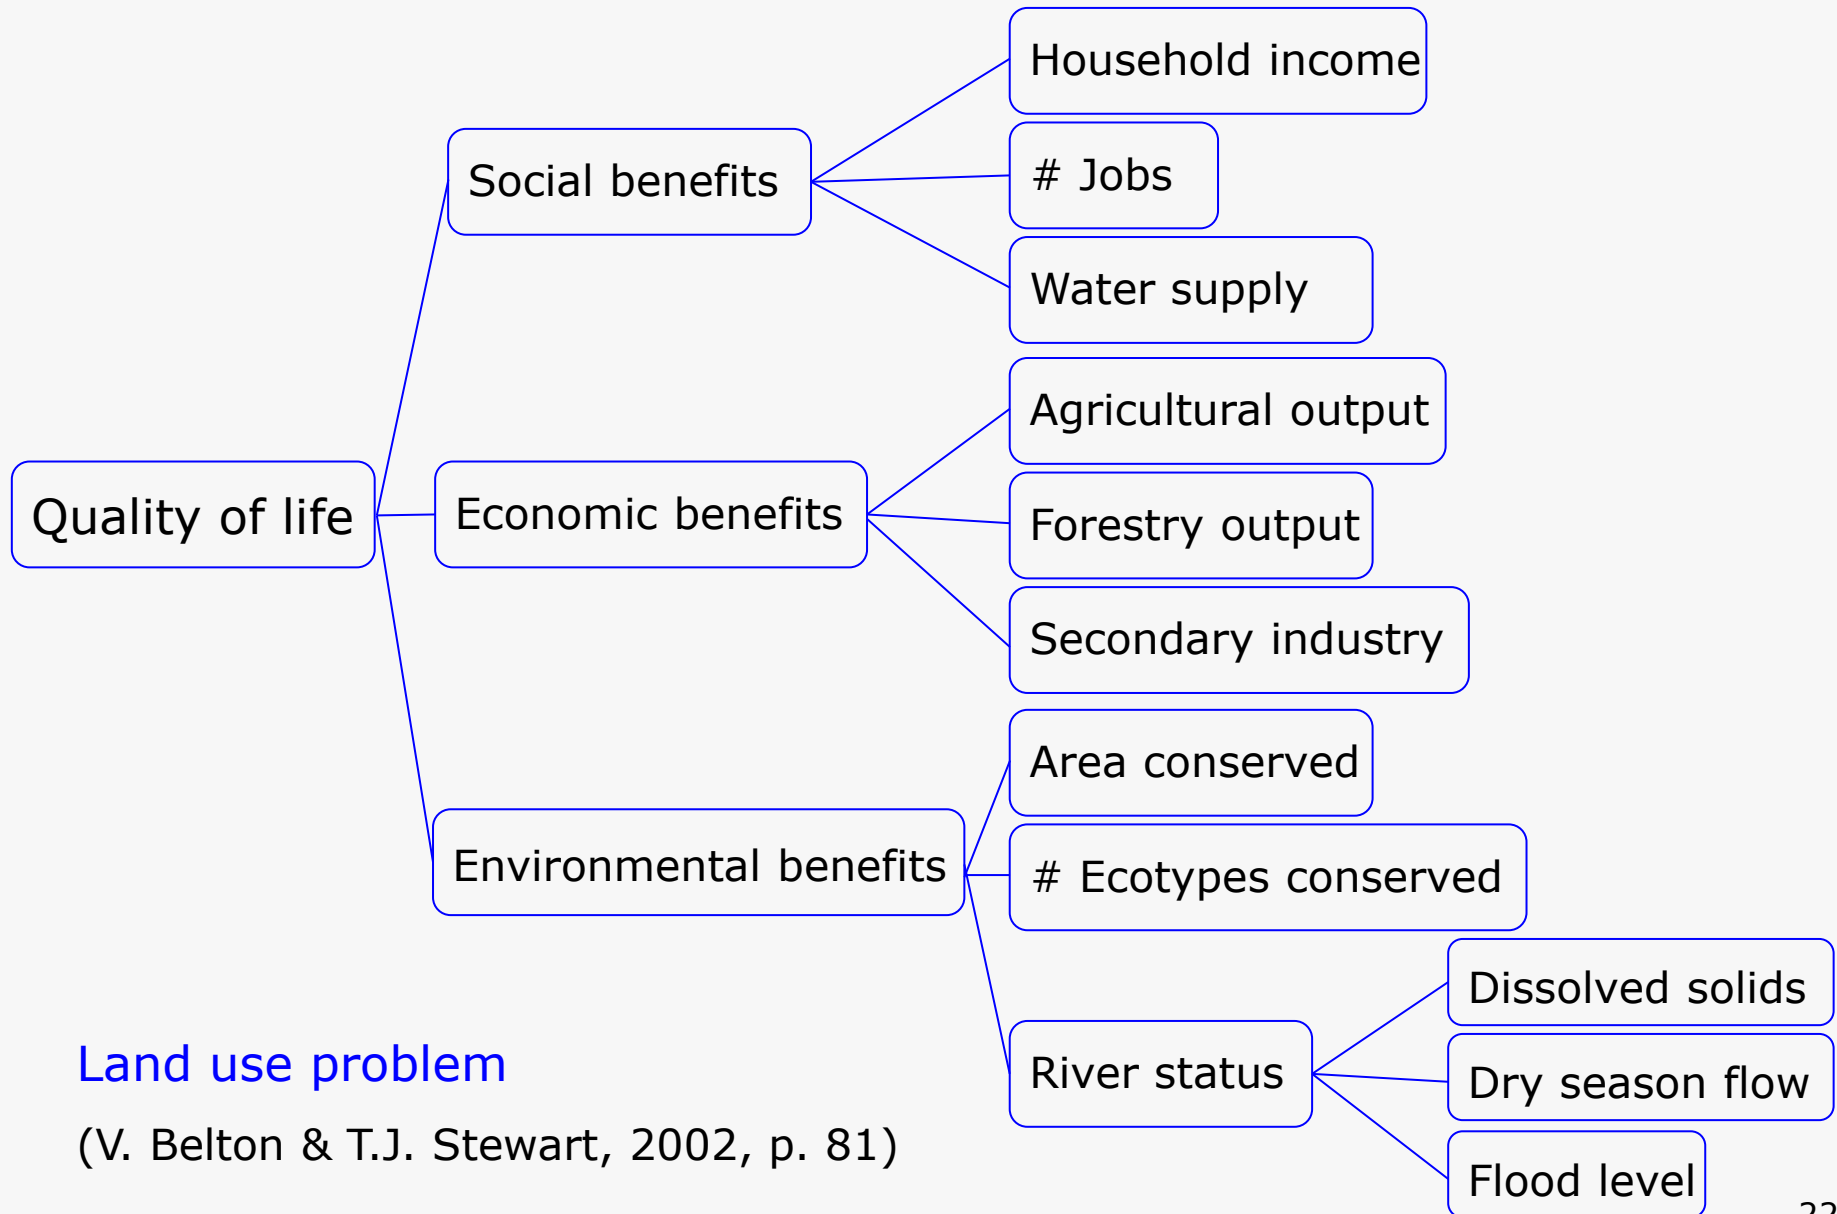 Household income
# Jobs
Social benefits
Water supply
Agricultural output
Quality of life
Economic benefits
Forestry output
Secondary industry
Area conserved
Environmental benefits
# Ecotypes conserved
Dissolved solids
River status
Dry season flow
Flood level
Land use problem
(V. Belton & T.J. Stewart, 2002, p. 81)
22